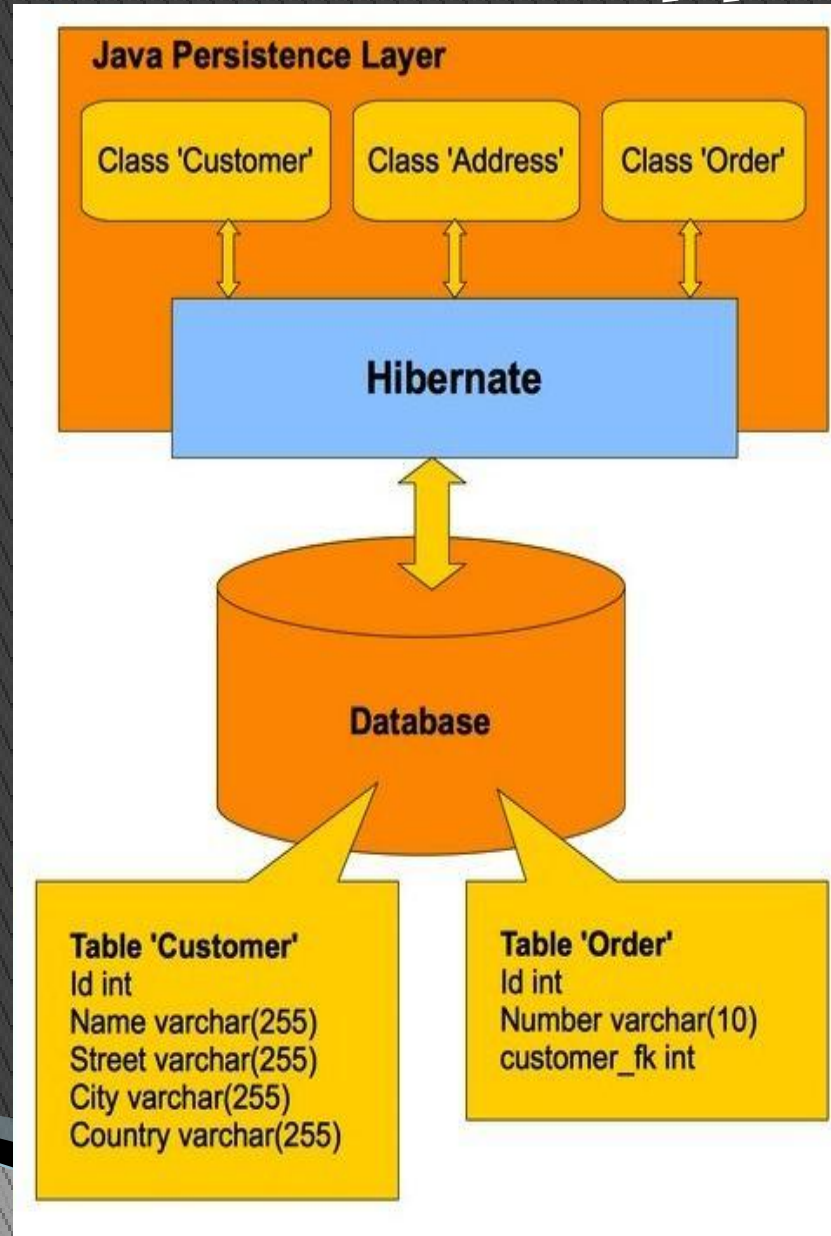 Java Persistence Layer
Class 'Customer'
Class 'Address'
Class 'Order'
Hibernate
Database
Table 'Customer'
Id int
Name varchar(255)
Street varchar(255)
City varchar(255)
Country varchar(255)
Table 'Order'
Id int
Number varchar(10)
customer_fk int